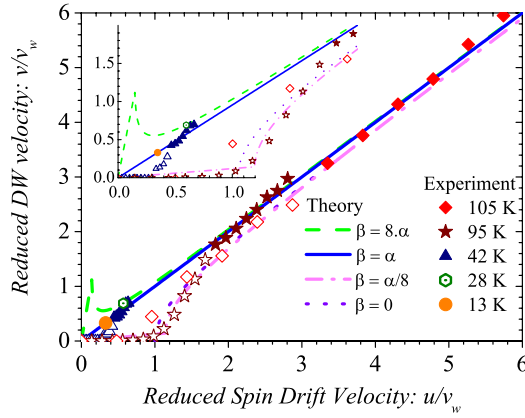 Reduced DW velocity: v/v_w
6
5
4
3
2
1
0
0 1 2 3 4 5 6
Reduced Spin Drift Velocity: u/v_w
1.5
1.0
0.5
0.0
0.0 0.5 1.0
Theory
β = 8.α
β = α
β = α/8
β = 0
Experiment
105 K
95 K
42 K
28 K
13 K